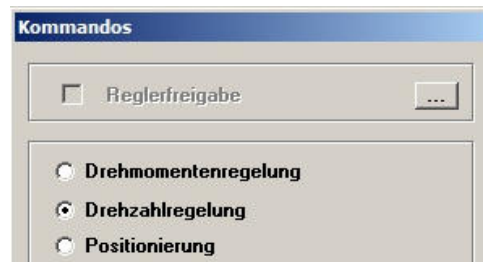 Kommandos
Reglerfreigabe
...
Drehmomentenregelung
Drehzahlregelung
Positionierung